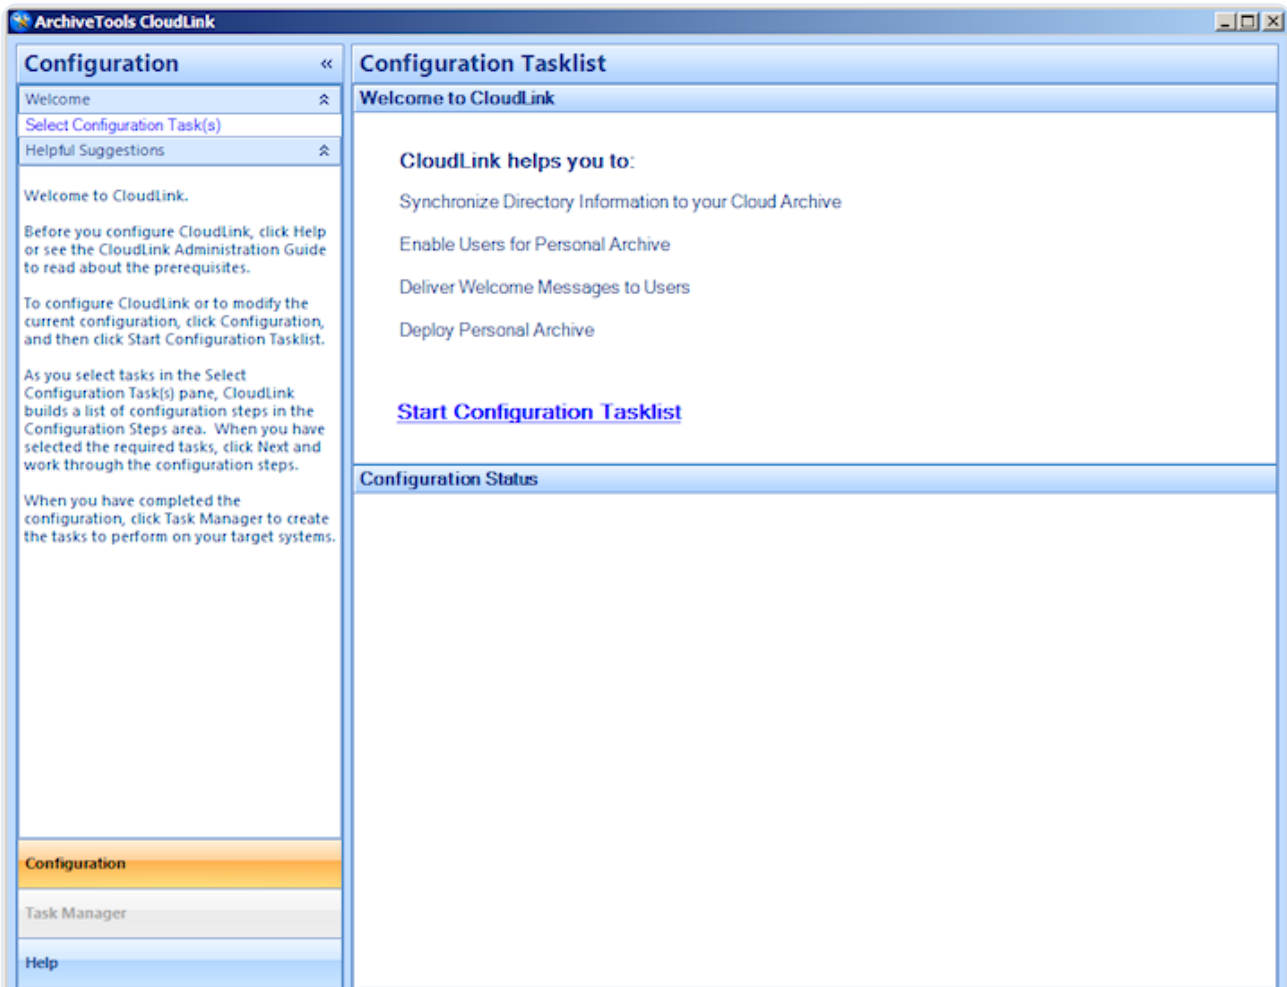 ArchiveTools CloudLink
Configuration «
Welcome
Select Configuration Task(s)
Helpful Suggestions
Welcome to CloudLink.
Before you configure CloudLink, click Help
or see the CloudLink Administration Guide
to read about the prerequisites.
To configure CloudLink or to modify the
current configuration, click Configuration,
and then click Start Configuration Tasklist.
As you select tasks in the Select
Configuration Task(s) pane, CloudLink
builds a list of configuration steps in the
Configuration Steps area.  When you have
selected the required tasks, click Next and
work through the configuration steps.
When you have completed the
configuration, click Task Manager to create
the tasks to perform on your target systems.
Configuration
Task Manager
Help
Configuration Tasklist
Welcome to CloudLink
CloudLink helps you to:
Synchronize Directory Information to your Cloud Archive
Enable Users for Personal Archive
Deliver Welcome Messages to Users
Deploy Personal Archive
Start Configuration Tasklist
Configuration Status